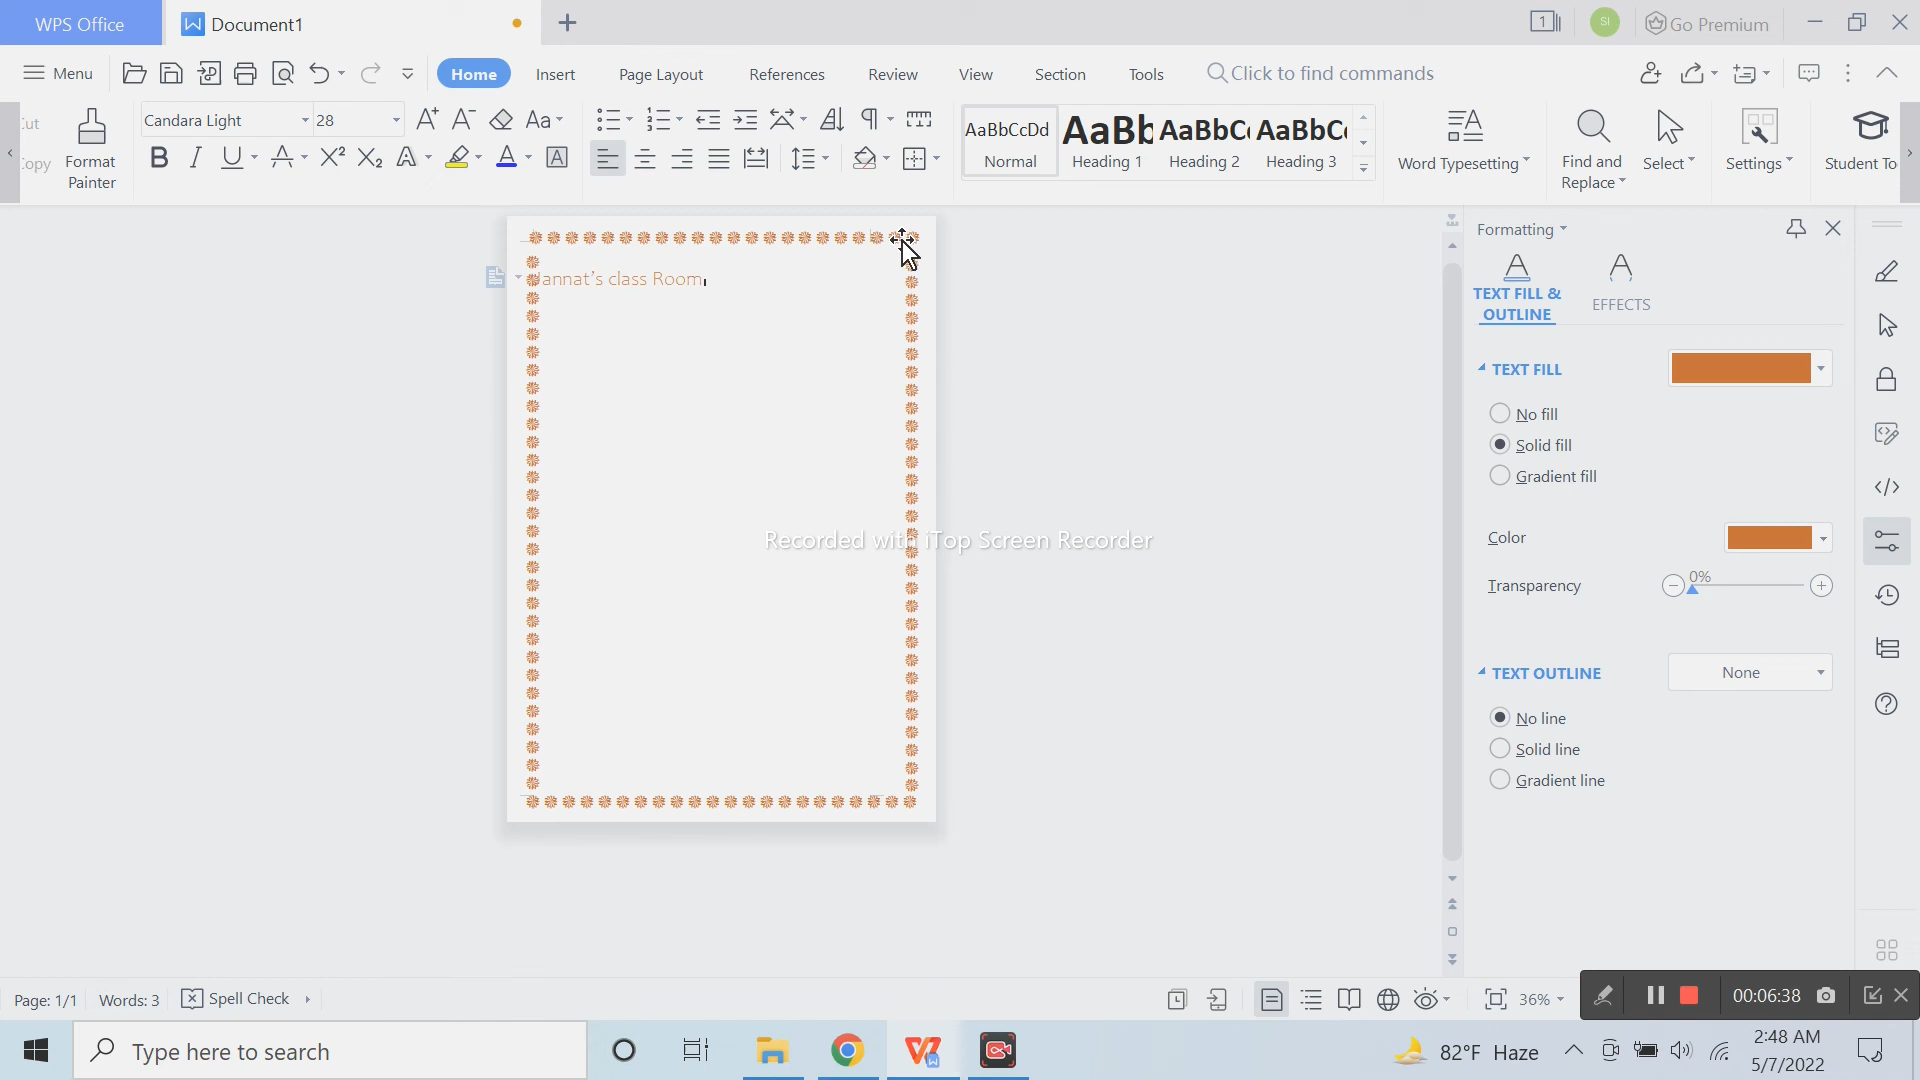 WPS Office
Document1
1
SI
Go Premium
Menu
Home
Insert
Page Layout
References
Review
View
Section
Tools
Click to find commands
Format
Painter
Candara Light
28
AaBbCcDd
Normal
Heading 1
Heading 2
Heading 3
Word Typesetting
Find and
Replace
Select
Settings
annat's class Room
Recorded with iTop Screen Recorder
Formatting
TEXT FILL &
OUTLINE
EFFECTS
TEXT FILL
No fill
Solid fill
Gradient fill
Color
Transparency
0%
TEXT OUTLINE
None
No line
Solid line
Gradient line
Page: 1/1
Words: 3
Spell Check
36%
00:06:38
Type here to search
82°F Haze
2:48 AM
5/7/2022